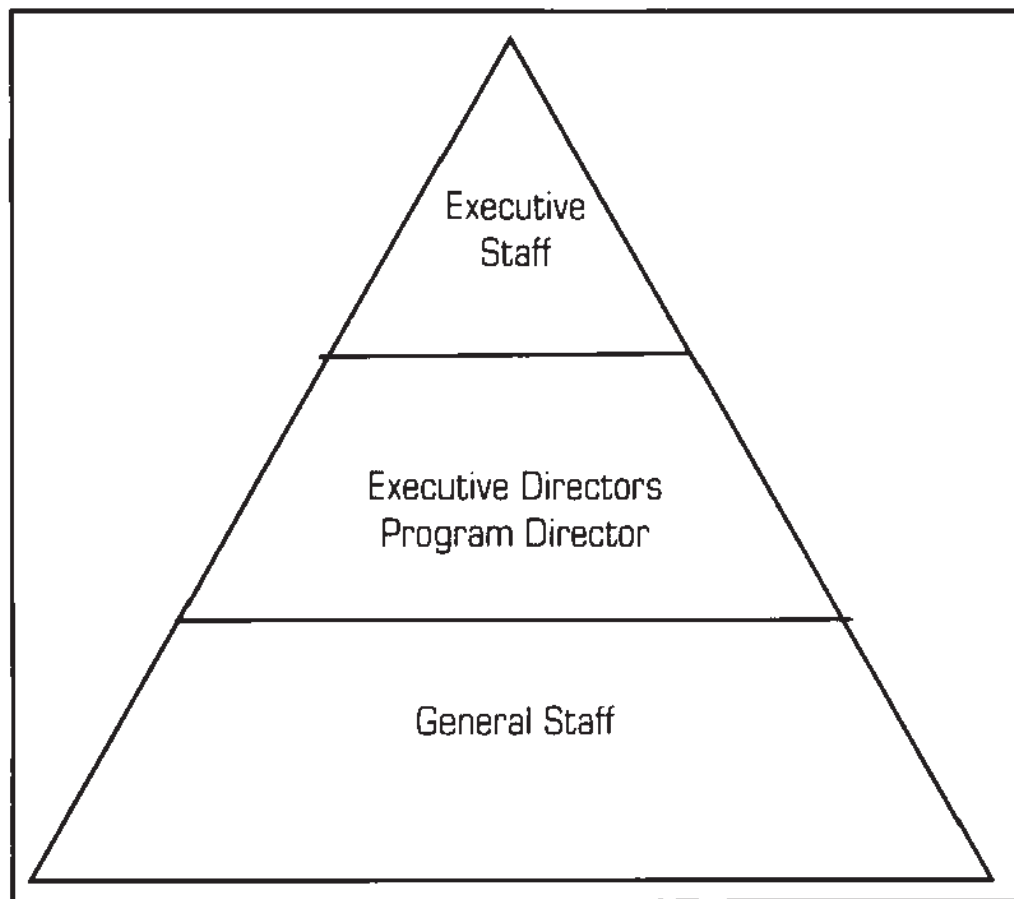 Executive
Staff
Executive Directors
Program Director
General Staff